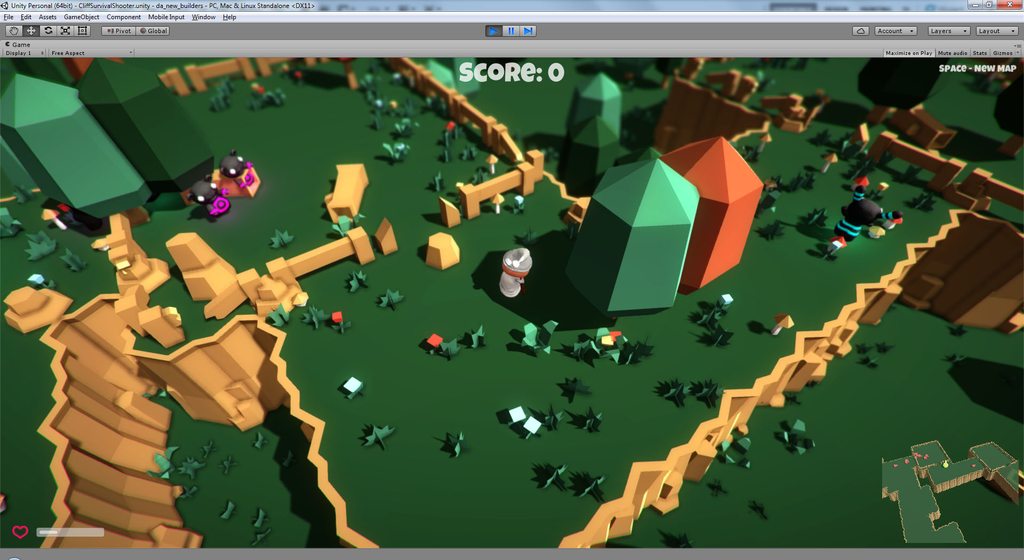 Unity Personal (64bit) - CliffSurvivalShooter.unity - da_new_builders - PC, Mac & Linux Standalone <DX11>
File Edit Assets GameObject Component Mobile Input Window Help
Pivot Global Account Layers Layout
Game
Display 1 Free Aspect Maximize on Play Mute audio Stats Gizmos
SCORE: 0
SPACE - NEW MAP